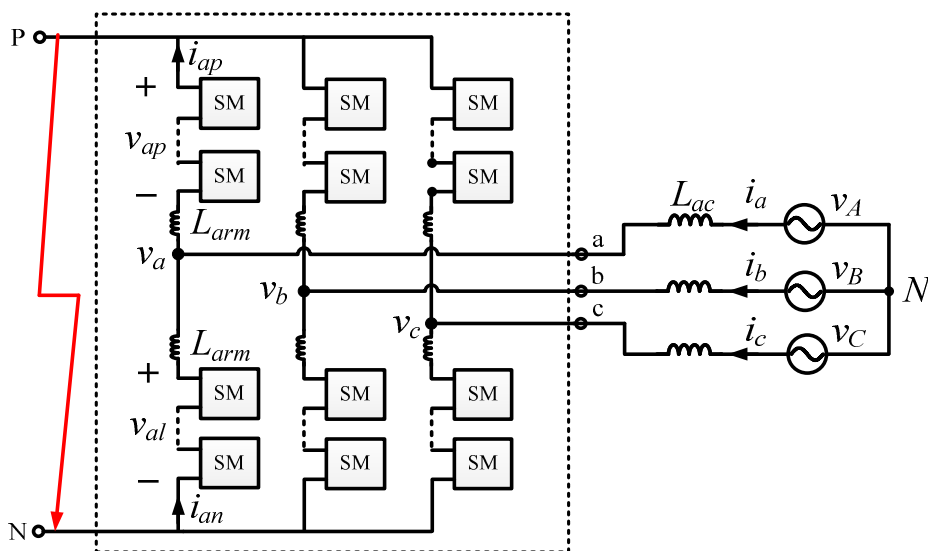 P
i_ap
+
SM SM SM
v_ap
−
SM SM SM
L_arm
L_ac i_a v_A
v_a
a
v_b
b
i_b v_B
N
v_c
c
i_c v_C
L_arm
+
SM SM SM
v_al
−
SM SM SM
i_an
N